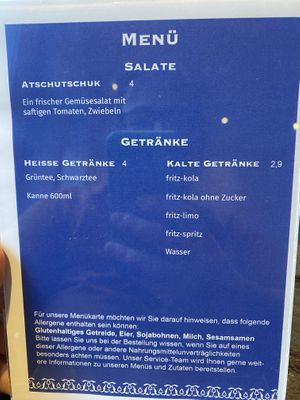 MENÜ
SALATE
ATSCHUTSCHUK 4
Ein frischer Gemüsesalat mit
saftigen Tomaten, Zwiebeln
GETRÄNKE
HEISSE GETRÄNKE 4
Grüntee, Schwarztee
Kanne 600ml
KALTE GETRÄNKE 2,9
fritz-kola
fritz-kola ohne Zucker
fritz-limo
fritz-spritz
Wasser
Für unsere Menükarte möchten wir Sie darauf hinweisen, dass folgende
Allergene enthalten sein können:
Glutenhaltiges Getreide, Eier, Sojabohnen, Milch, Sesamsamen
Bitte lassen Sie uns bei der Bestellung wissen, wenn Sie auf eines
dieser Allergene oder andere Nahrungsmittelunverträglichkeiten
besonders achten müssen. Unser Service-Team wird Ihnen gerne weit-
ere Informationen zu unseren Menüs und Zutaten bereitstellen.